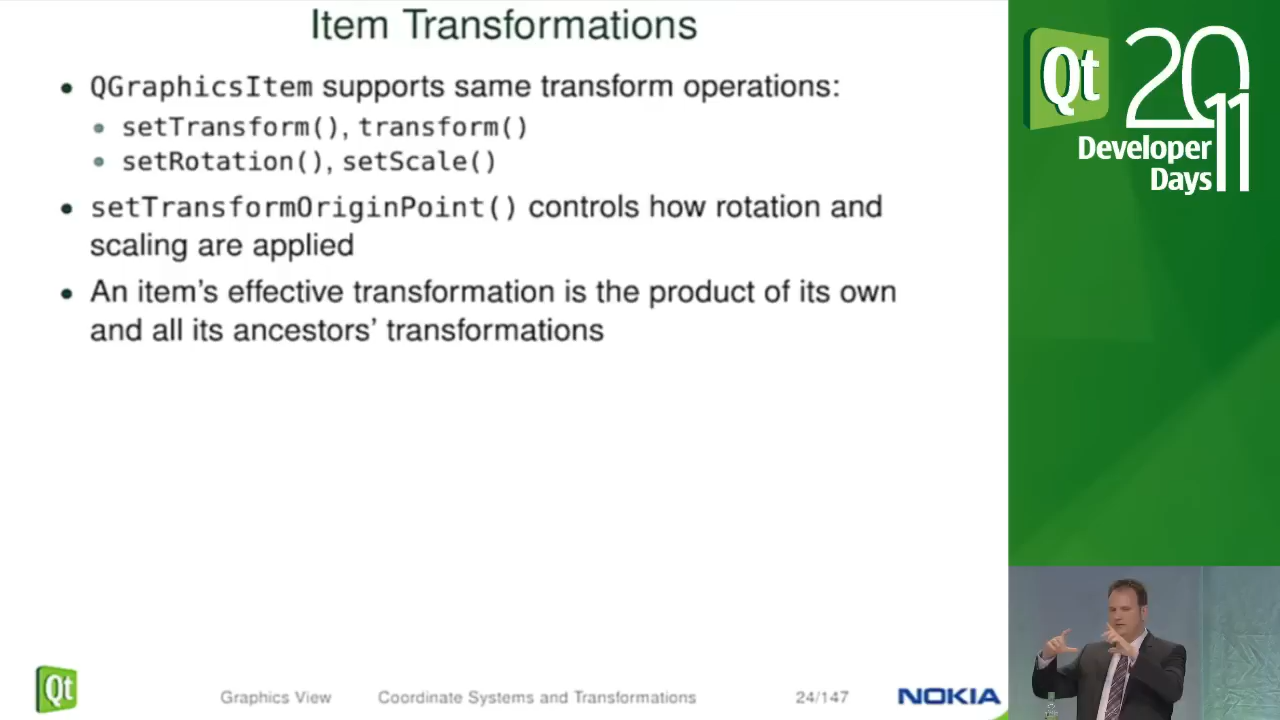 Item Transformations
QGraphicsItem supports same transform operations:
setTransform(), transform()
setRotation(), setScale()
setTransformOriginPoint() controls how rotation and
scaling are applied
An item's effective transformation is the product of its own
and all its ancestors' transformations
Qt
Graphics View
Coordinate Systems and Transformations
24/147
NOKIA
Qt
2011
Developer
Days